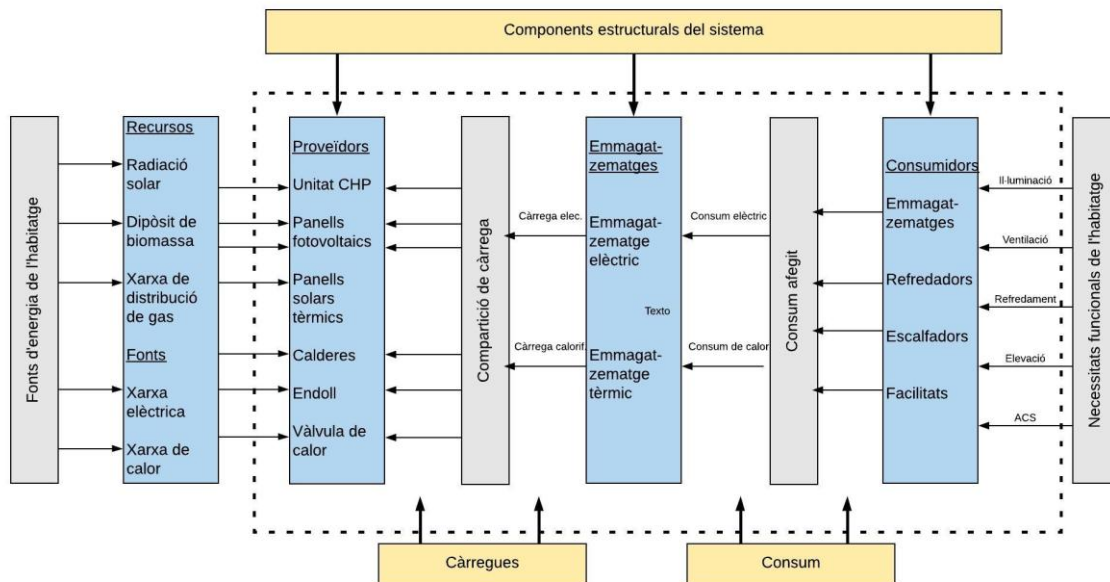 Components estructurals del sistema
Fonts d'energia de l'habitatge
Recursos
Radiació
solar
Dipòsit de
biomassa
Xarxa de
distribució
de gas
Fonts
Xarxa
elèctrica
Xarxa de
calor
Proveïdors
Unitat CHP
Panells
fotovoltaics
Panells
solars
tèrmics
Calderes
Endoll
Vàlvula de
calor
Compartició de càrrega
Càrrega elec.
Càrrega calorif.
Emmagat-
zematges
Emmagat-
zematge
elèctric
Texto
Emmagat-
zematge
tèrmic
Consum elèctric
Consum de calor
Consum afegit
Consumidors
Emmagat-
zematges
Refredadors
Escalfadors
Facilitats
Il·luminació
Ventilació
Refredament
Elevació
ACS
Necessitats funcionals de l'habitatge
Càrregues
Consum